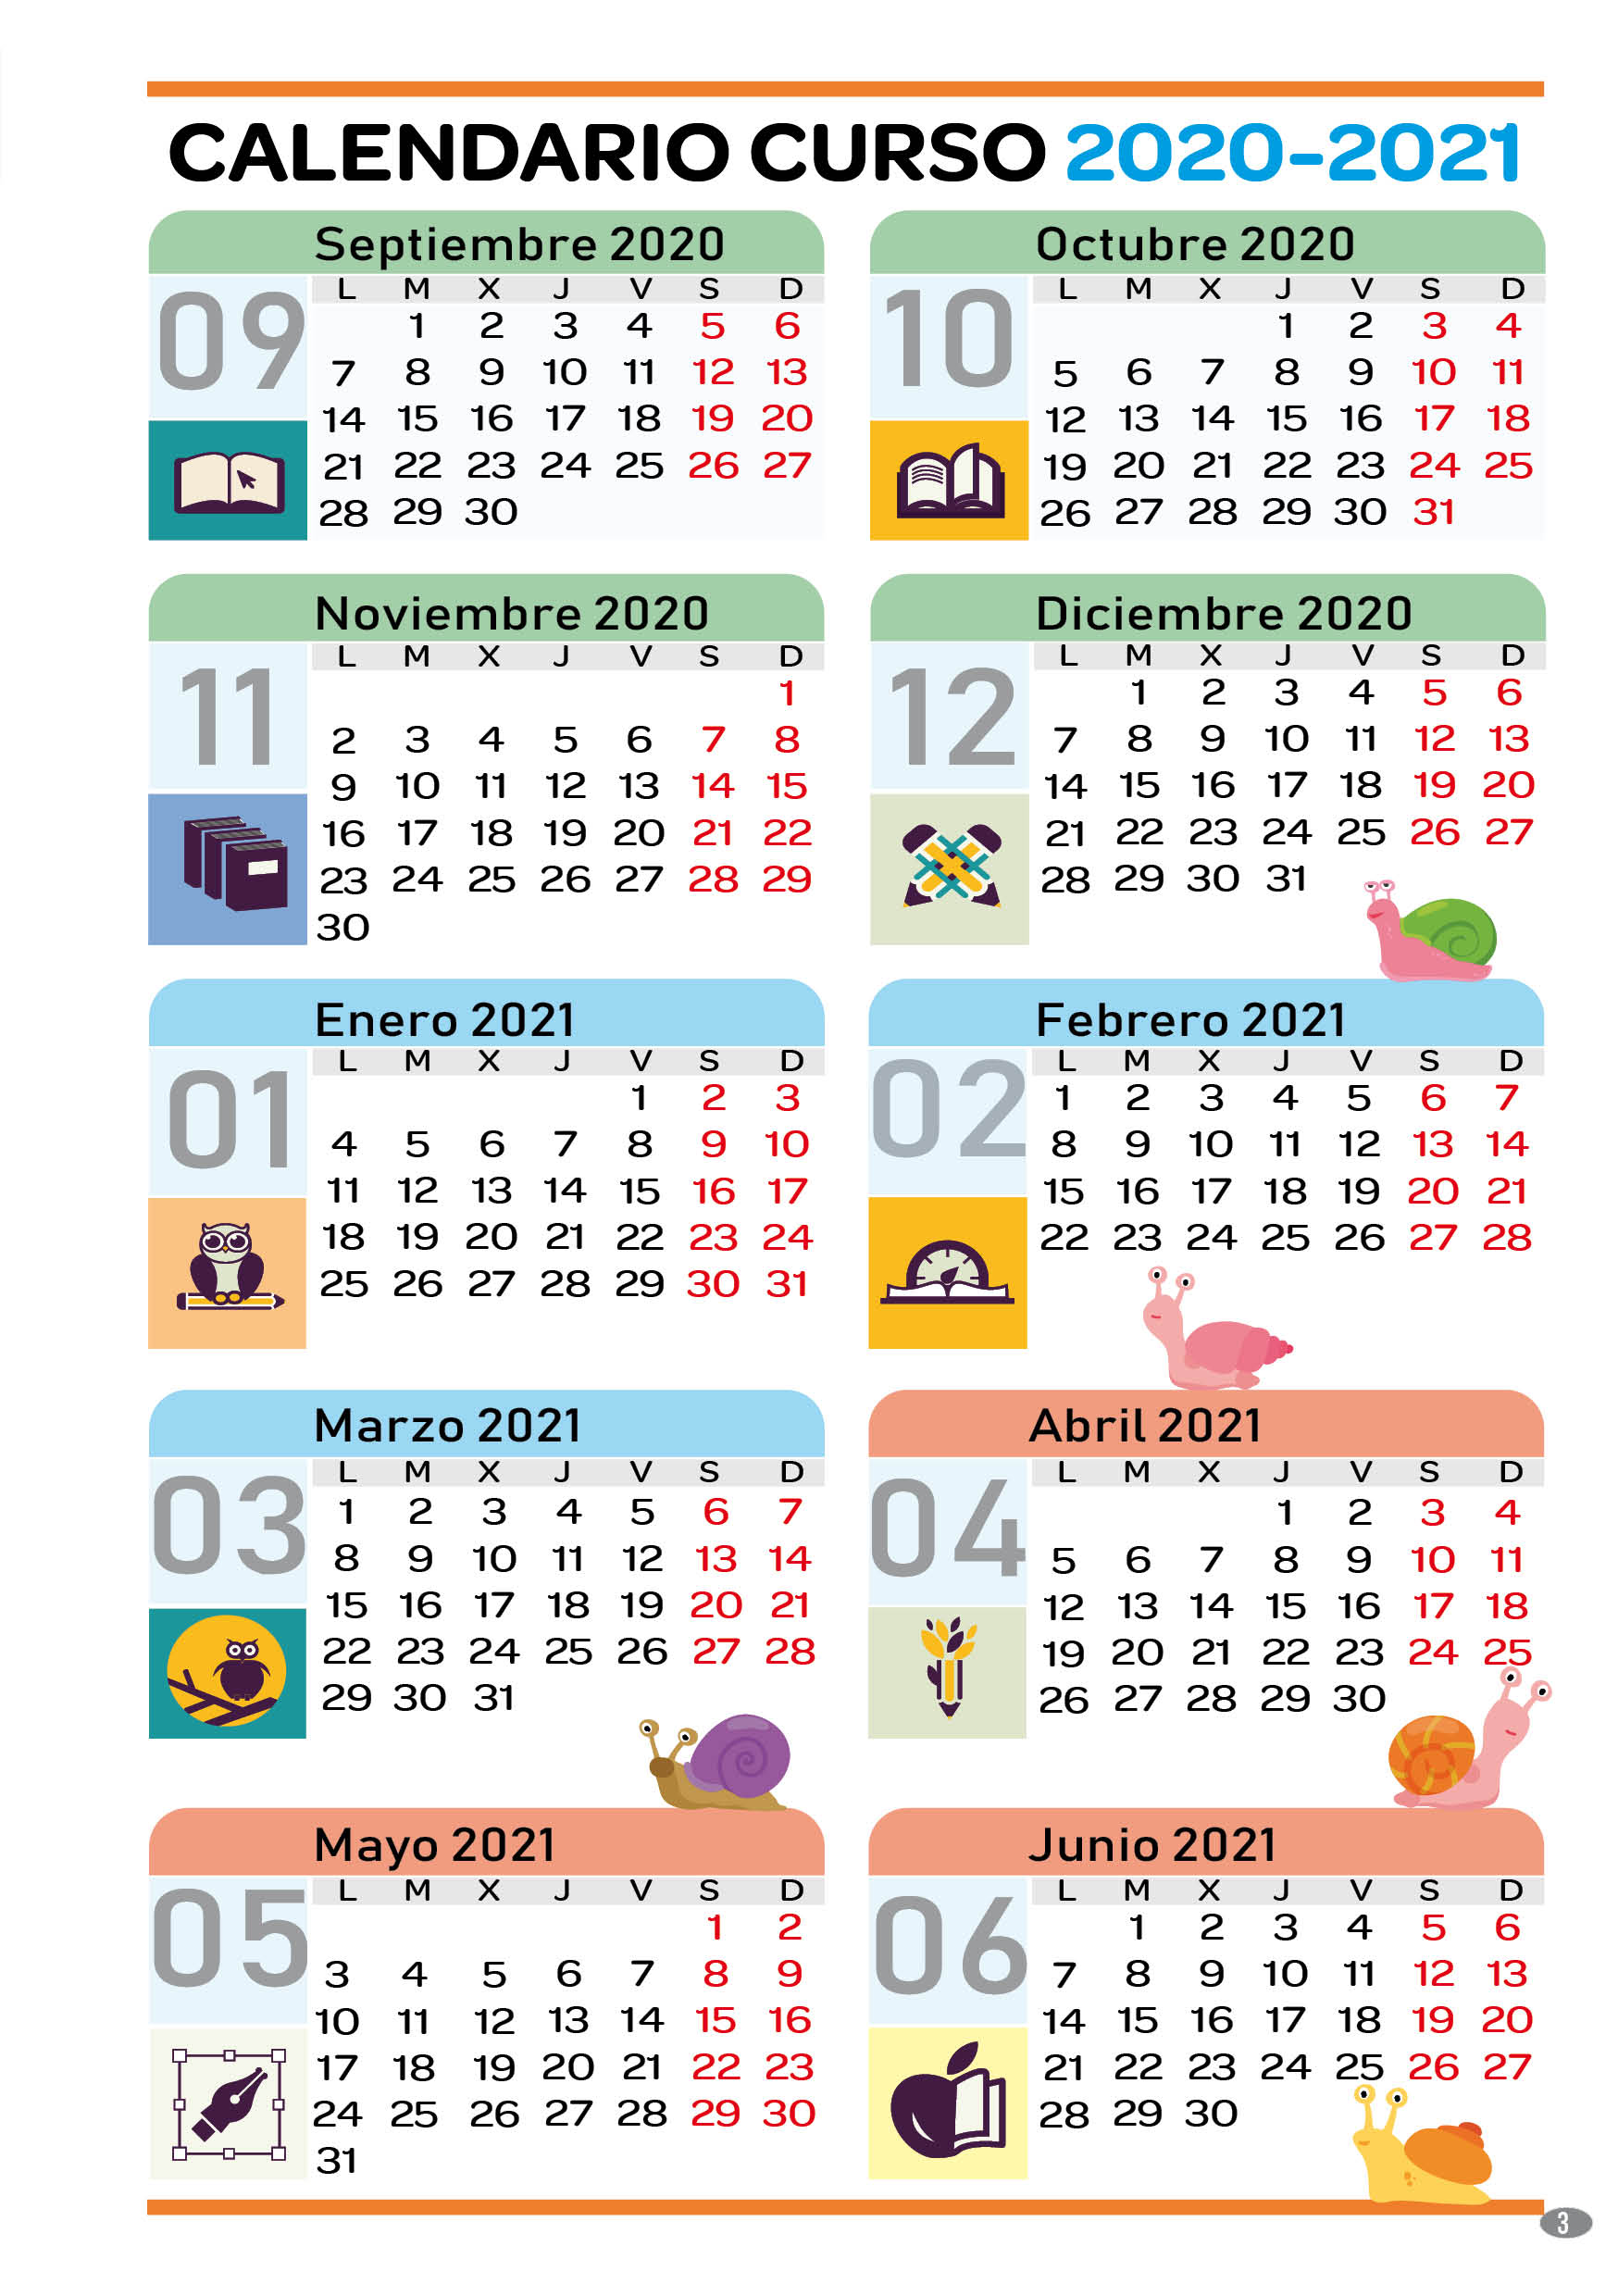 CALENDARIO CURSO 2020-2021
Septiembre 2020
09
L M X J V S D
1 2 3 4 5 6
7 8 9 10 11 12 13
14 15 16 17 18 19 20
21 22 23 24 25 26 27
28 29 30
Octubre 2020
10
L M X J V S D
1 2 3 4
5 6 7 8 9 10 11
12 13 14 15 16 17 18
19 20 21 22 23 24 25
26 27 28 29 30 31
Noviembre 2020
11
L M X J V S D
1
2 3 4 5 6 7 8
9 10 11 12 13 14 15
16 17 18 19 20 21 22
23 24 25 26 27 28 29
30
Diciembre 2020
12
L M X J V S D
1 2 3 4 5 6
7 8 9 10 11 12 13
14 15 16 17 18 19 20
21 22 23 24 25 26 27
28 29 30 31
Enero 2021
01
L M X J V S D
1 2 3
4 5 6 7 8 9 10
11 12 13 14 15 16 17
18 19 20 21 22 23 24
25 26 27 28 29 30 31
Febrero 2021
02
L M X J V S D
1 2 3 4 5 6 7
8 9 10 11 12 13 14
15 16 17 18 19 20 21
22 23 24 25 26 27 28
Marzo 2021
03
L M X J V S D
1 2 3 4 5 6 7
8 9 10 11 12 13 14
15 16 17 18 19 20 21
22 23 24 25 26 27 28
29 30 31
Abril 2021
04
L M X J V S D
1 2 3 4
5 6 7 8 9 10 11
12 13 14 15 16 17 18
19 20 21 22 23 24 25
26 27 28 29 30
Mayo 2021
05
L M X J V S D
1 2
3 4 5 6 7 8 9
10 11 12 13 14 15 16
17 18 19 20 21 22 23
24 25 26 27 28 29 30
31
Junio 2021
06
L M X J V S D
1 2 3 4 5 6
7 8 9 10 11 12 13
14 15 16 17 18 19 20
21 22 23 24 25 26 27
28 29 30
3